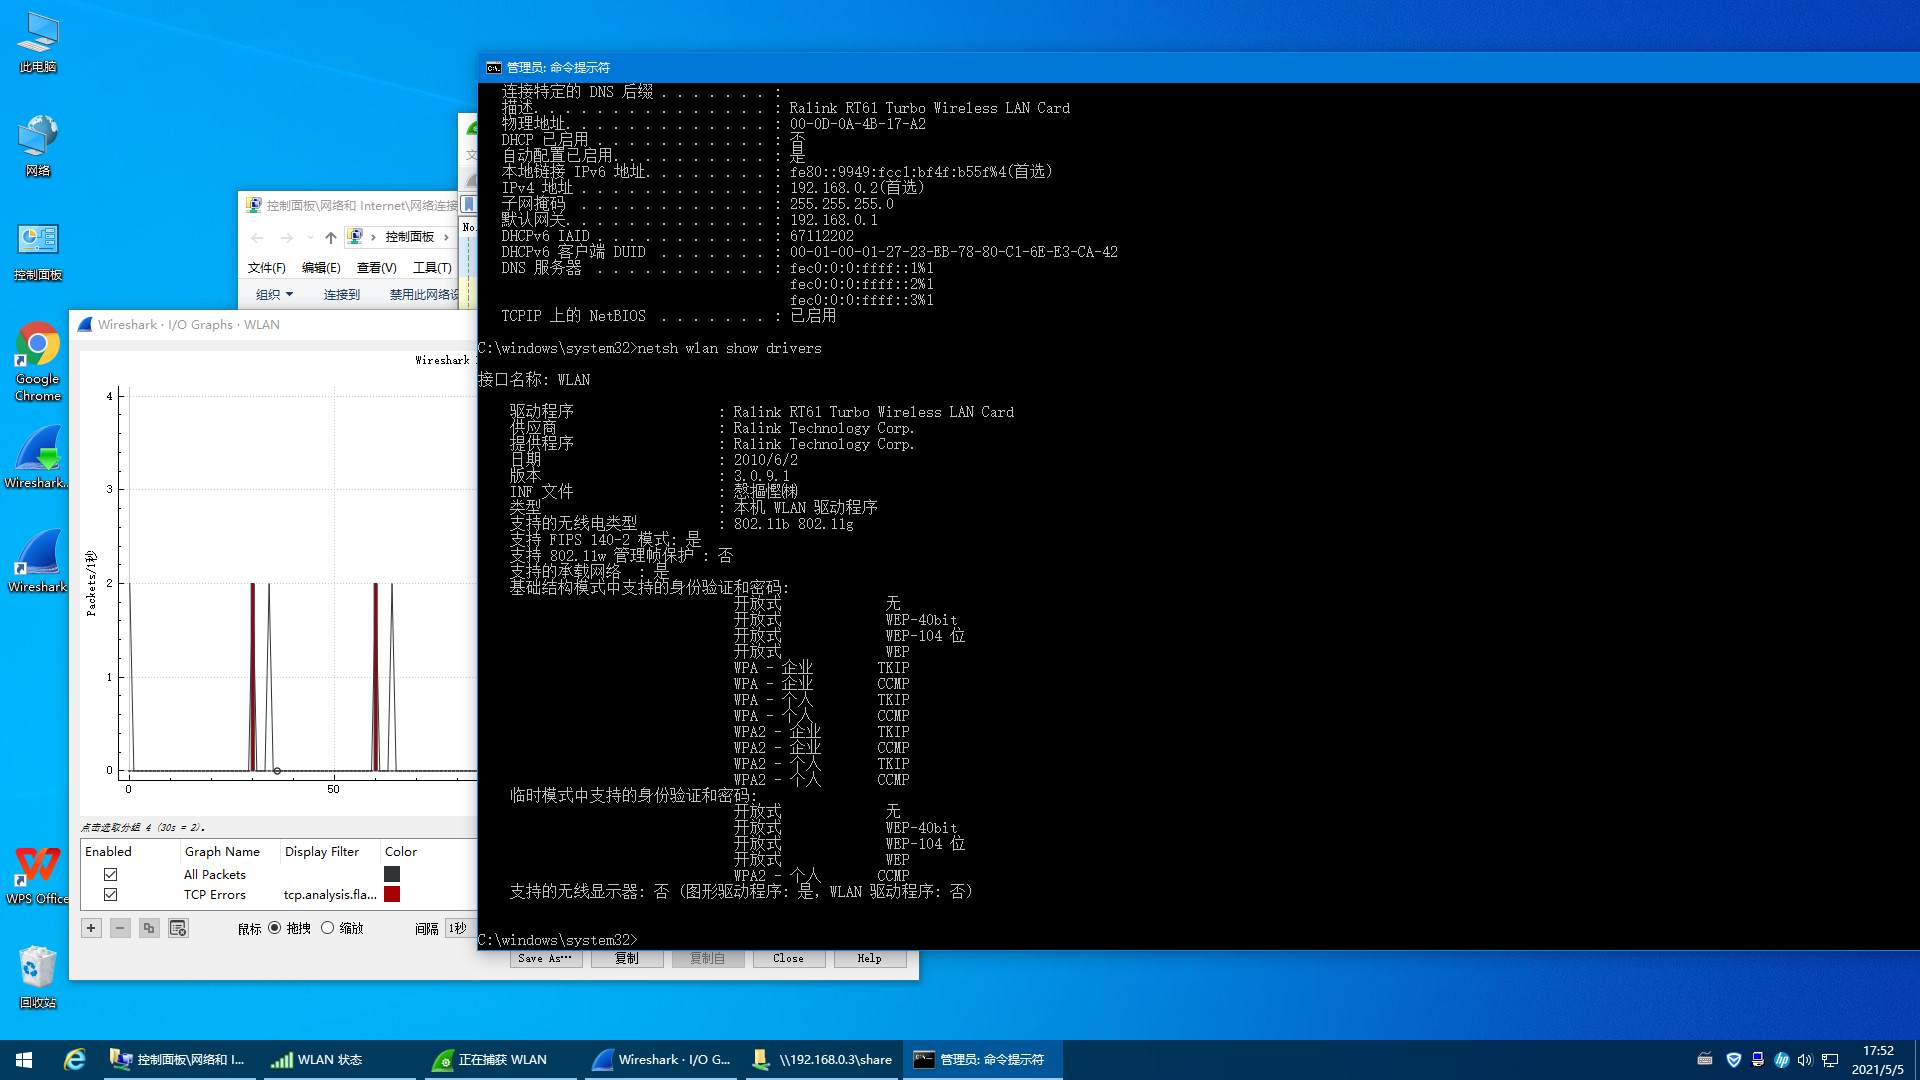 此电脑
网络
控制面板
Google
Chrome
Wireshark..
Wireshark
WPS Office
回收站
控制面板\网络和 Internet\网络连接
控制面板
文件(F) 编辑(E) 查看(V) 工具(T)
组织 连接到 禁用此网络设
No.
Wireshark · I/O Graphs · WLAN
Wireshark
4
3
2
1
0
Packets/1秒
0 50
点击选取分组 4 (30s = 2)。
Enabled Graph Name Display Filter Color
All Packets
TCP Errors tcp.analysis.fla...
鼠标 拖拽 缩放 间隔 1秒
Save As… 复制 复制自 Close Help
管理员: 命令提示符
连接特定的 DNS 后缀 . . . . . . . :
描述. . . . . . . . . . . . . . . : Ralink RT61 Turbo Wireless LAN Card
物理地址. . . . . . . . . . . . . : 00-0D-0A-4B-17-A2
DHCP 已启用 . . . . . . . . . . . : 否
自动配置已启用. . . . . . . . . . : 是
本地链接 IPv6 地址. . . . . . . . : fe80::9949:fcc1:bf4f:b55f%4(首选)
IPv4 地址 . . . . . . . . . . . . : 192.168.0.2(首选)
子网掩码 . . . . . . . . . . . . : 255.255.255.0
默认网关. . . . . . . . . . . . . : 192.168.0.1
DHCPv6 IAID . . . . . . . . . . . : 67112202
DHCPv6 客户端 DUID . . . . . . . : 00-01-00-01-27-23-EB-78-80-C1-6E-E3-CA-42
DNS 服务器 . . . . . . . . . . . : fec0:0:0:ffff::1%1
fec0:0:0:ffff::2%1
fec0:0:0:ffff::3%1
TCPIP 上的 NetBIOS . . . . . . . : 已启用
C:\windows\system32>netsh wlan show drivers
接口名称: WLAN
驱动程序 : Ralink RT61 Turbo Wireless LAN Card
供应商 : Ralink Technology Corp.
提供程序 : Ralink Technology Corp.
日期 : 2010/6/2
版本 : 3.0.9.1
INF 文件 :
类型 : 本机 WLAN 驱动程序
支持的无线电类型 : 802.11b 802.11g
支持 FIPS 140-2 模式: 是
支持 802.11w 管理帧保护 : 否
支持的承载网络 : 是
基础结构模式中支持的身份验证和密码:
开放式 无
开放式 WEP-40bit
开放式 WEP-104 位
开放式 WEP
WPA - 企业 TKIP
WPA - 企业 CCMP
WPA - 个人 TKIP
WPA - 个人 CCMP
WPA2 - 企业 TKIP
WPA2 - 企业 CCMP
WPA2 - 个人 TKIP
WPA2 - 个人 CCMP
临时模式中支持的身份验证和密码:
开放式 无
开放式 WEP-40bit
开放式 WEP-104 位
开放式 WEP
WPA2 - 个人 CCMP
支持的无线显示器: 否 (图形驱动程序: 是, WLAN 驱动程序: 否)
C:\windows\system32>
控制面板\网络和 I... WLAN 状态 正在捕获 WLAN Wireshark · I/O G... \\192.168.0.3\share 管理员: 命令提示符
17:52
2021/5/5